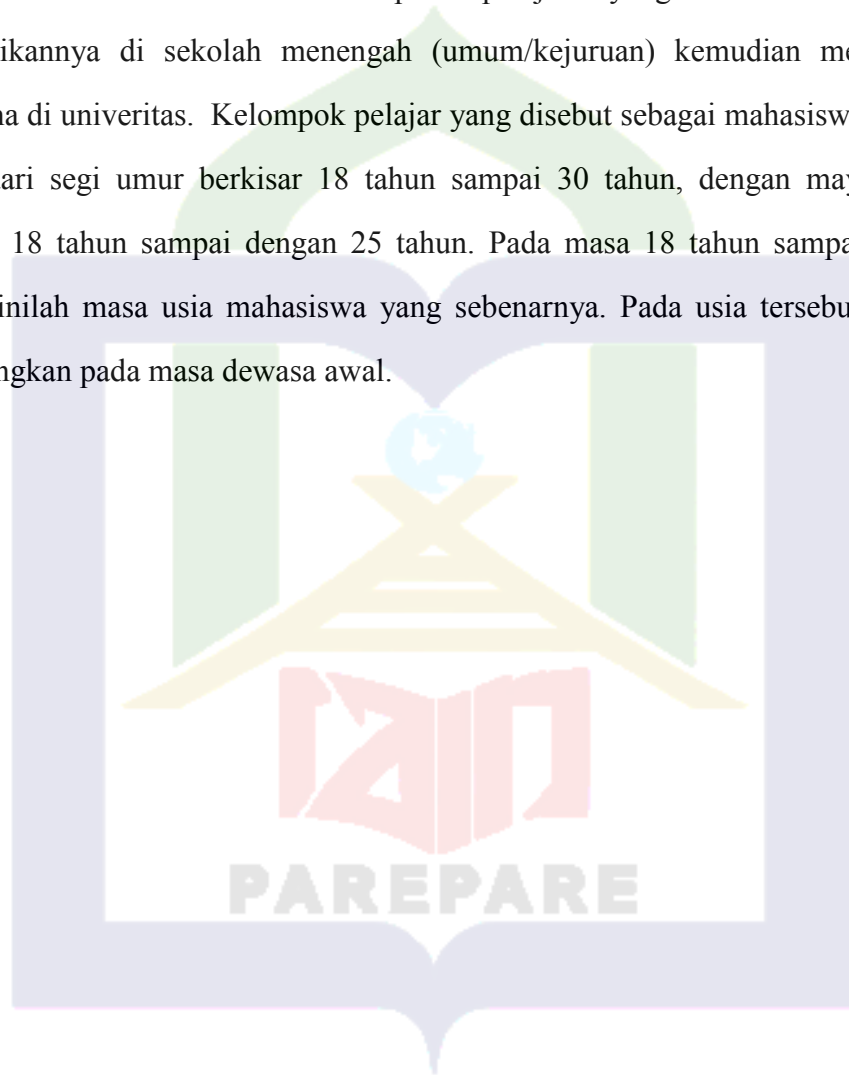 ikannya di sekolah menengah (umum/kejuruan) kemudian me
na di univeritas. Kelompok pelajar yang disebut sebagai mahasisw
ari segi umur berkisar 18 tahun sampai 30 tahun, dengan may
18 tahun sampai dengan 25 tahun. Pada masa 18 tahun sampa
inilah masa usia mahasiswa yang sebenarnya. Pada usia tersebu
ngkan pada masa dewasa awal.
iain
PAREPARE